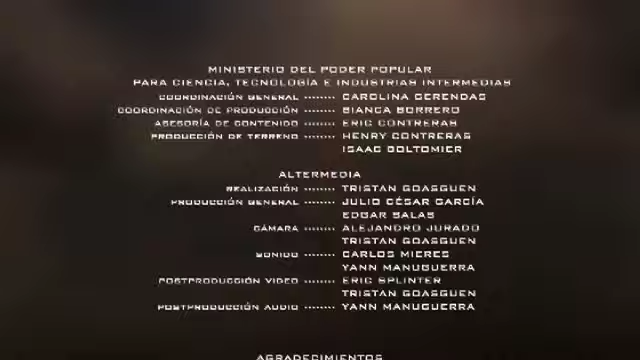 MINISTERIO DEL PODER POPULAR
PARA CIENCIA, TECNOLOGÍA E INDUSTRIAS INTERMEDIAS
COORDINACIÓN GENERAL ........ CAROLINA GERENDAS
COORDINACIÓN DE PRODUCCIÓN ........ BIANCA BORRERO
ASESORÍA DE CONTENIDO ........ ERIC CONTRERAS
PRODUCCIÓN DE TERRENO ........ HENRY CONTRERAS
ISAAC GOLTOMIER
ALTERMEDIA
REALIZACIÓN ........ TRISTAN GOASGUEN
PRODUCCIÓN GENERAL ........ JULIO CÉSAR GARCÍA
EDGAR SALAS
CÁMARA ........ ALEJANDRO JURADO
TRISTAN GOASGUEN
SONIDO ........ CARLOS MIERES
YANN MANUGUERRA
POSTPRODUCCIÓN VIDEO ........ ERIC SPLINTER
TRISTAN GOASGUEN
POSTPRODUCCIÓN AUDIO ........ YANN MANUGUERRA
AGRADECIMIENTOS